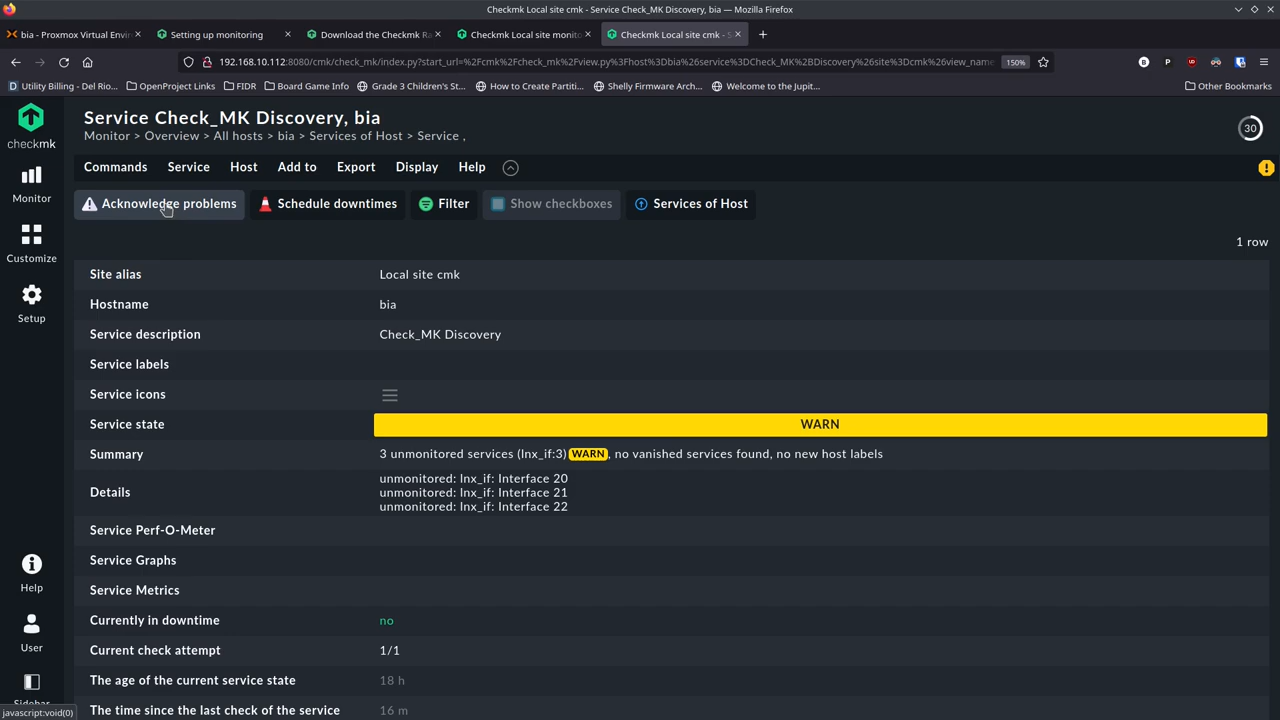 Checkmk Local site cmk - Service Check_MK Discovery, bia — Mozilla Firefox
bia - Proxmox Virtual Envir
Setting up monitoring
Download the Checkmk Ra
Checkmk Local site monito
Checkmk Local site cmk - S
192.168.10.112:8080/cmk/check_mk/index.py?start_url=%2Fcmk%2Fcheck_mk%2Fview.py%3Fhost%3Dbia%26service%3DCheck_MK%2BDiscovery%26site%3Dcmk%26view_name
150%
Utility Billing - Del Rio...
OpenProject Links
FIDR
Board Game Info
Grade 3 Children's St...
How to Create Partiti...
Shelly Firmware Arch...
Welcome to the Jupit...
Other Bookmarks
checkmk
Monitor
Customize
Setup
Help
User
Sidebar
Service Check_MK Discovery, bia
Monitor > Overview > All hosts > bia > Services of Host > Service ,
30
Commands Service Host Add to Export Display Help
Acknowledge problems
Schedule downtimes
Filter
Show checkboxes
Services of Host
1 row
Site alias Local site cmk
Hostname bia
Service description Check_MK Discovery
Service labels
Service icons
Service state WARN
Summary 3 unmonitored services (lnx_if:3) WARN, no vanished services found, no new host labels
Details
unmonitored: lnx_if: Interface 20
unmonitored: lnx_if: Interface 21
unmonitored: lnx_if: Interface 22
Service Perf-O-Meter
Service Graphs
Service Metrics
Currently in downtime no
Current check attempt 1/1
The age of the current service state 18 h
The time since the last check of the service 16 m
javascript:void(0)